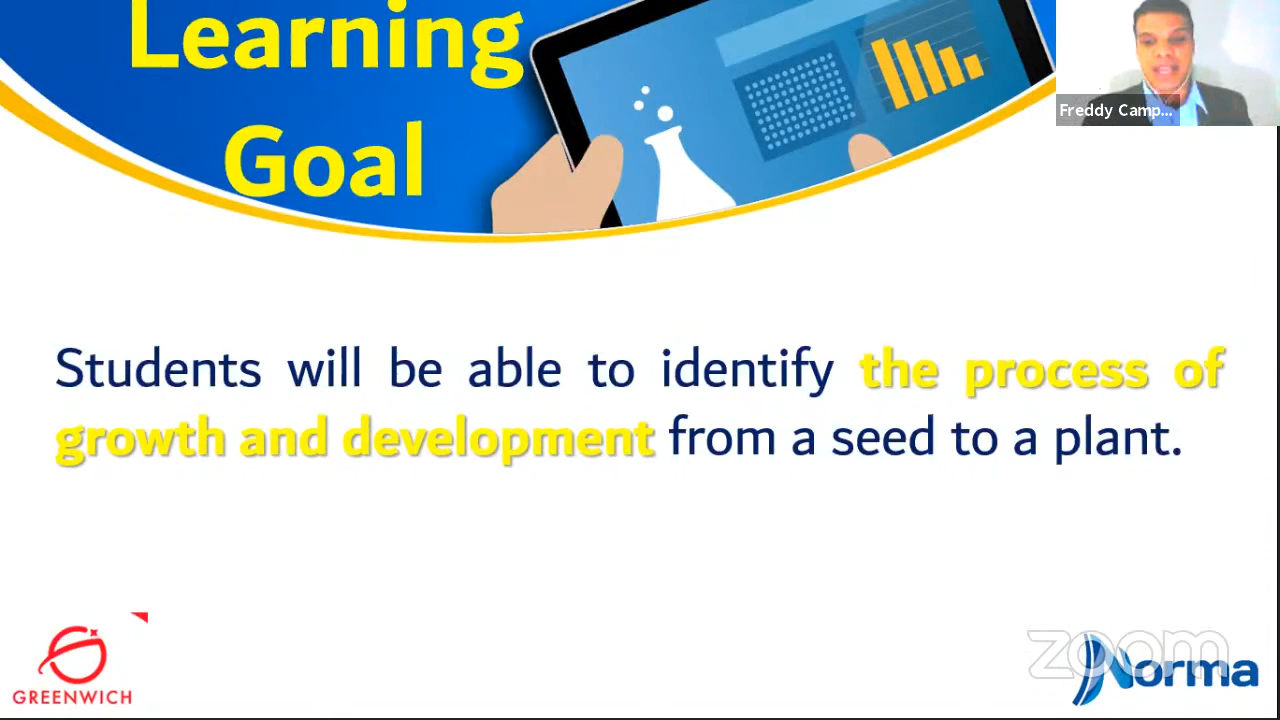 Learning
Goal
Freddy Camp...
Students will be able to identify the process of
growth and development from a seed to a plant.
GREENWICH
zoom
Norma